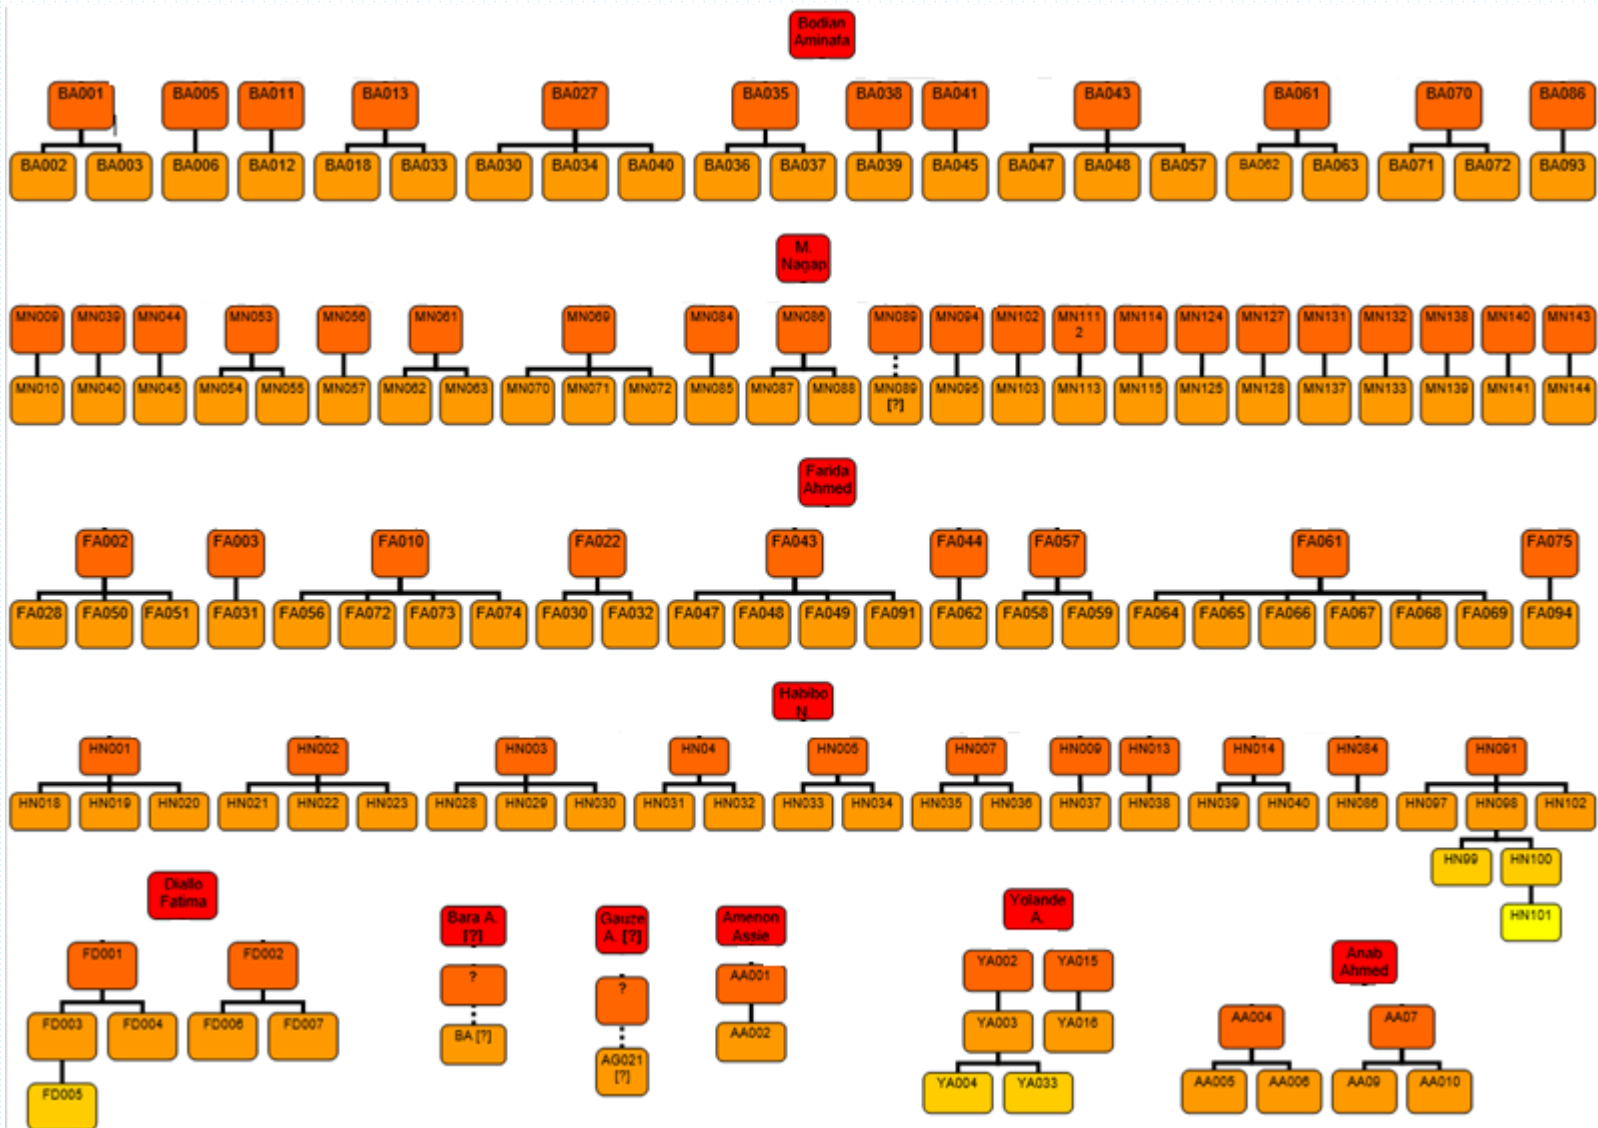 Bodian
Aminata
BA001 BA005 BA011 BA013 BA027 BA035 BA038 BA041 BA043 BA061 BA070 BA086
BA002 BA003 BA006 BA012 BA018 BA033 BA030 BA034 BA040 BA036 BA037 BA039 BA045 BA047 BA048 BA057 BA062 BA063 BA071 BA072 BA093
M.
Nagap
MN009 MN039 MN044 MN053 MN056 MN061 MN069 MN084 MN086 MN089 MN094 MN102 MN111 MN114 MN124 MN127 MN131 MN132 MN138 MN140 MN143
2
MN010 MN040 MN045 MN054 MN055 MN057 MN062 MN063 MN070 MN071 MN072 MN085 MN087 MN088 MN089 MN095 MN103 MN113 MN115 MN125 MN128 MN137 MN133 MN139 MN141 MN144
[?]
Farida
Ahmed
FA002 FA003 FA010 FA022 FA043 FA044 FA057 FA061 FA075
FA028 FA050 FA051 FA031 FA056 FA072 FA073 FA074 FA030 FA032 FA047 FA048 FA049 FA091 FA062 FA058 FA059 FA064 FA065 FA066 FA067 FA068 FA069 FA094
Habibo
N
HN001 HN002 HN003 HN04 HN005 HN007 HN009 HN013 HN014 HN084 HN091
HN018 HN019 HN020 HN021 HN022 HN023 HN028 HN029 HN030 HN031 HN032 HN033 HN034 HN035 HN036 HN037 HN038 HN039 HN040 HN086 HN097 HN098 HN102
HN99 HN100
HN101
Diallo
Fatima
FD001 FD002
FD003 FD004 FD006 FD007
FD005
Bara A.
[?]
?
BA [?]
Gauze
A. [?]
?
AG021
[?]
Amenon
Assie
AA001
AA002
Yolande
A.
YA002 YA015
YA003 YA016
YA004 YA033
Anab
Ahmed
AA004 AA07
AA005 AA006 AA09 AA010